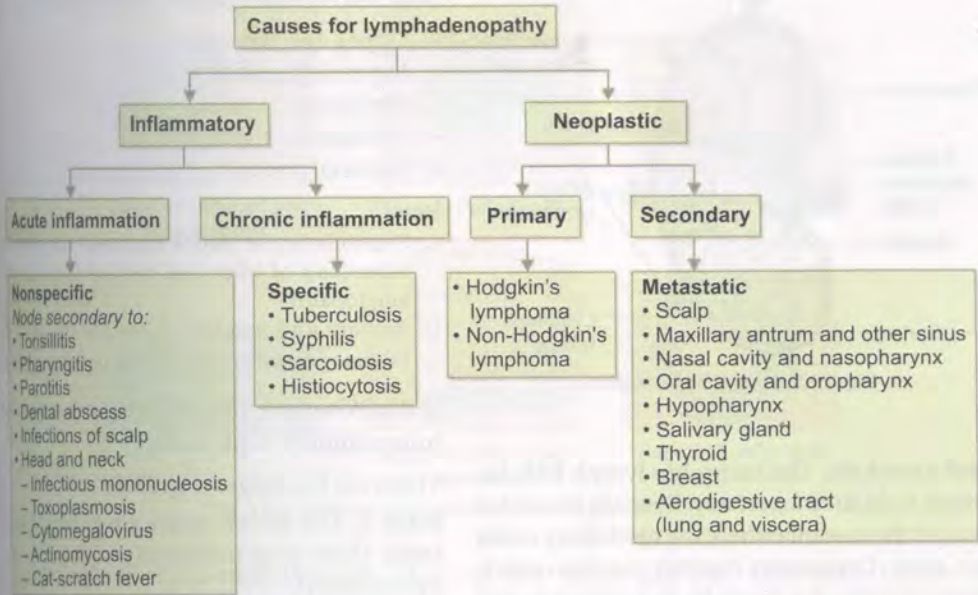 Causes for lymphadenopathy
Inflammatory
Neoplastic
Acute inflammation
Chronic inflammation
Primary
Secondary
Nonspecific
Node secondary to:
• Tonsillitis
• Pharyngitis
• Parotitis
• Dental abscess
• Infections of scalp
• Head and neck
– Infectious mononucleosis
– Toxoplasmosis
– Cytomegalovirus
– Actinomycosis
– Cat-scratch fever
Specific
• Tuberculosis
• Syphilis
• Sarcoidosis
• Histiocytosis
• Hodgkin's
lymphoma
• Non-Hodgkin's
lymphoma
Metastatic
• Scalp
• Maxillary antrum and other sinus
• Nasal cavity and nasopharynx
• Oral cavity and oropharynx
• Hypopharynx
• Salivary gland
• Thyroid
• Breast
• Aerodigestive tract
(lung and viscera)